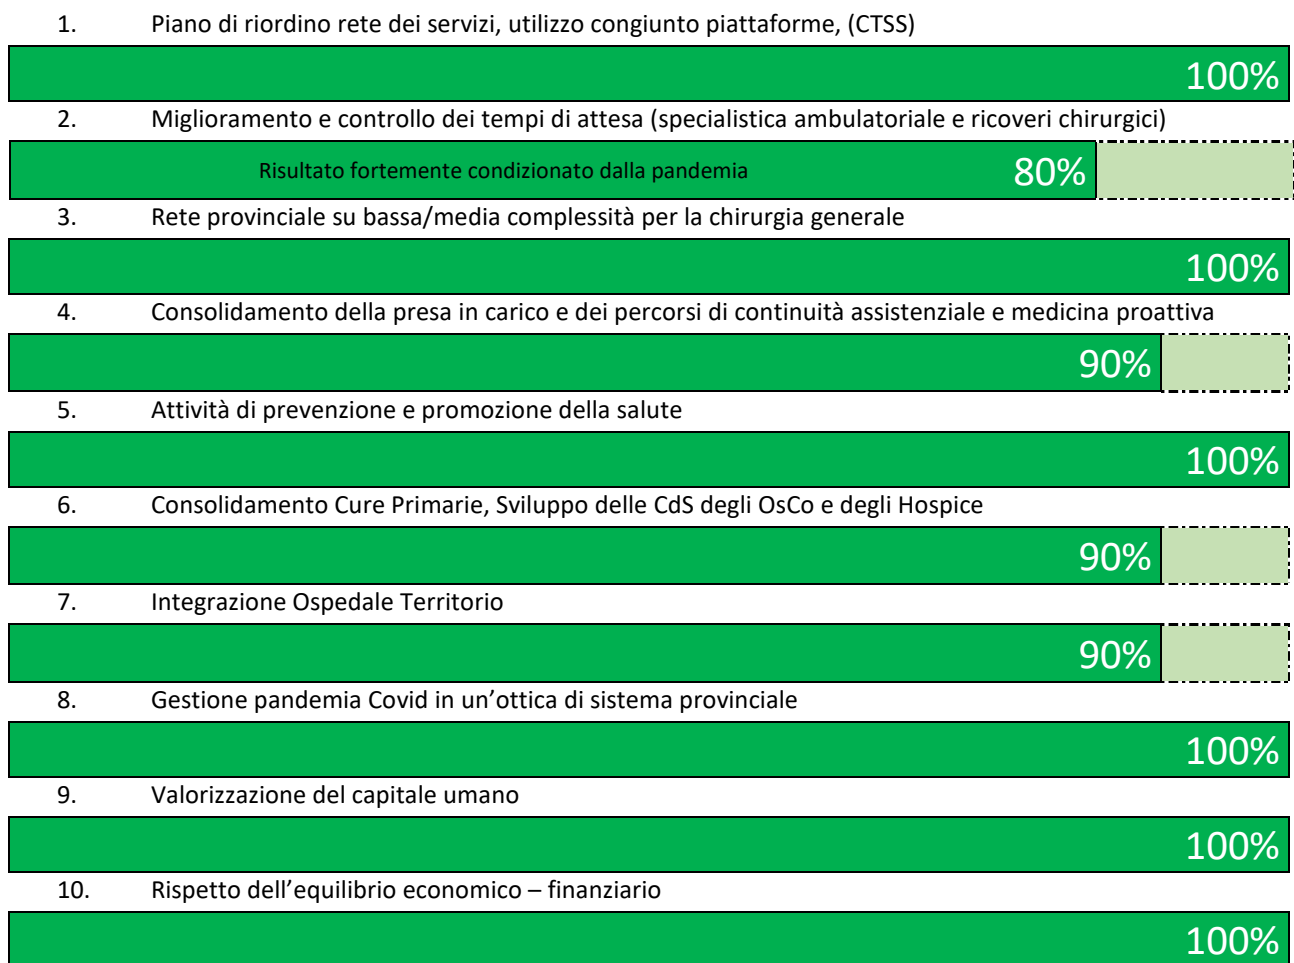 1. Piano di riordino rete dei servizi, utilizzo congiunto piattaforme, (CTSS)
100%
2. Miglioramento e controllo dei tempi di attesa (specialistica ambulatoriale e ricoveri chirurgici)
Risultato fortemente condizionato dalla pandemia 80%
3. Rete provinciale su bassa/media complessità per la chirurgia generale
100%
4. Consolidamento della presa in carico e dei percorsi di continuità assistenziale e medicina proattiva
90%
5. Attività di prevenzione e promozione della salute
100%
6. Consolidamento Cure Primarie, Sviluppo delle CdS degli OsCo e degli Hospice
90%
7. Integrazione Ospedale Territorio
90%
8. Gestione pandemia Covid in un’ottica di sistema provinciale
100%
9. Valorizzazione del capitale umano
100%
10. Rispetto dell’equilibrio economico – finanziario
100%